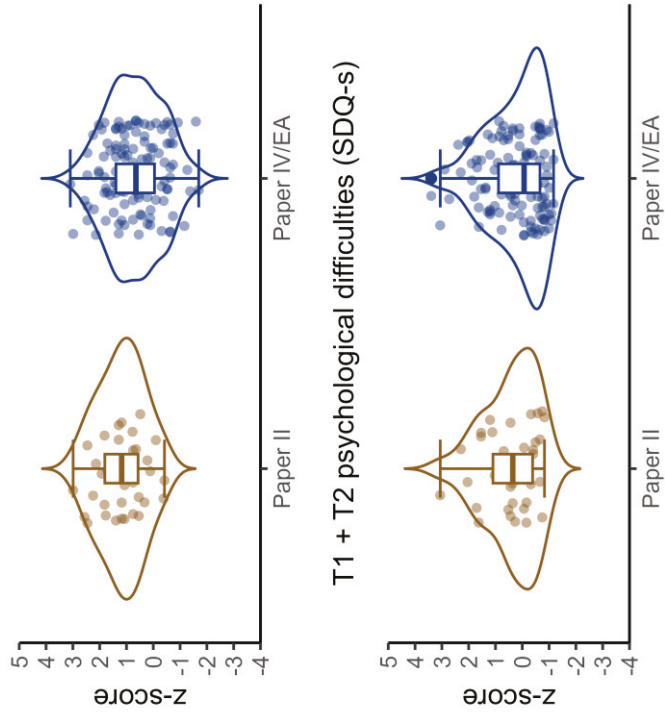 5
4
3
2
1
0
-1
-2
-3
-4
z-score
Paper II
Paper IV/EA
T1 + T2 psychological difficulties (SDQ-s)
5
4
3
2
1
0
-1
-2
-3
-4
z-score
Paper II
Paper IV/EA